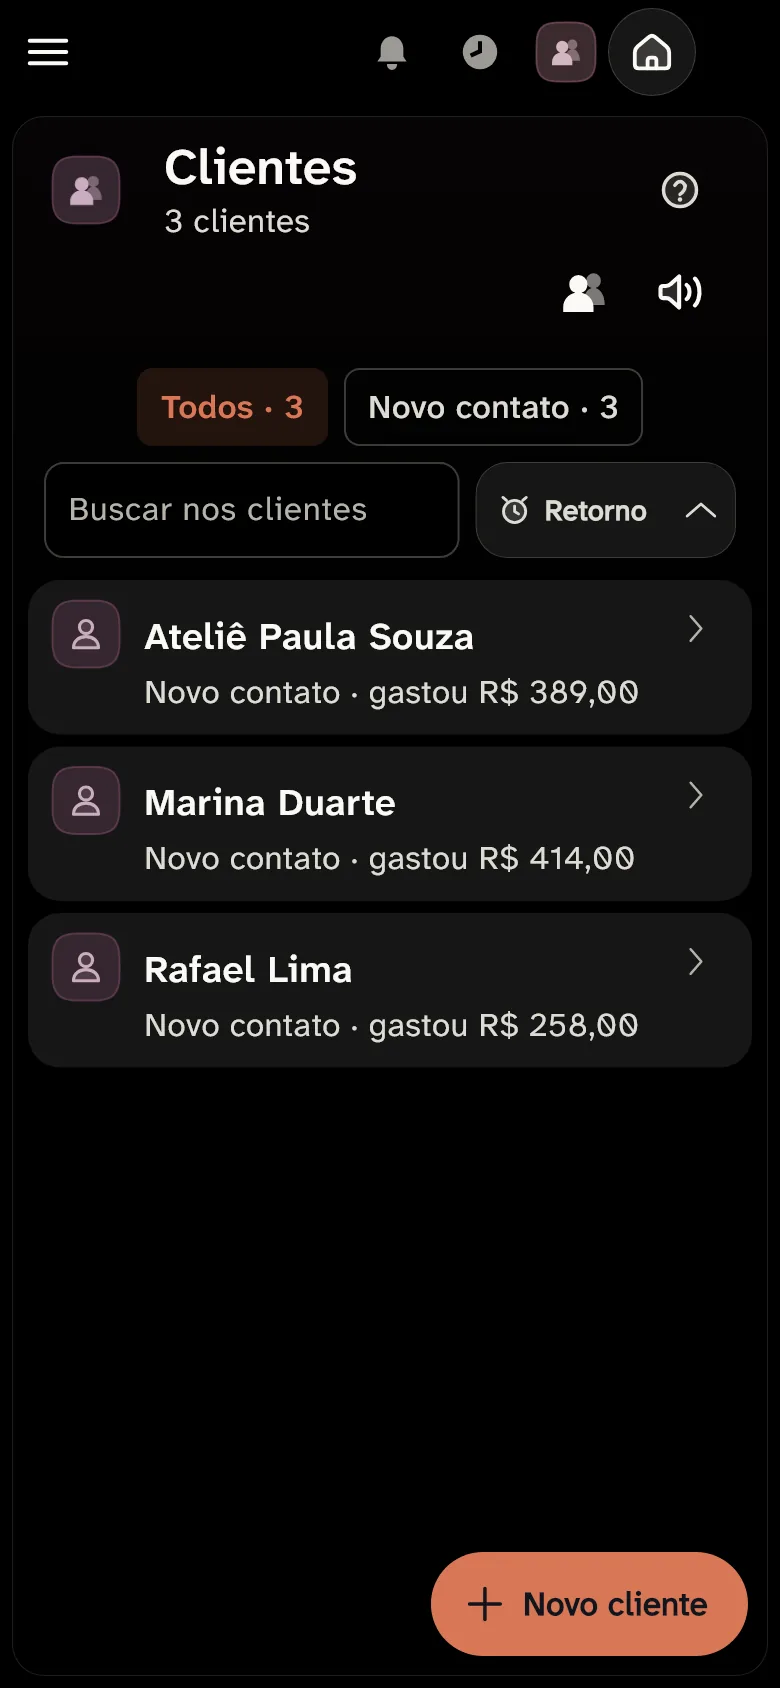 Clientes
3 clientes
Todos · 3
Novo contato · 3
Buscar nos clientes
Retorno
Ateliê Paula Souza
Novo contato · gastou R$ 389,00
Marina Duarte
Novo contato · gastou R$ 414,00
Rafael Lima
Novo contato · gastou R$ 258,00
Novo cliente